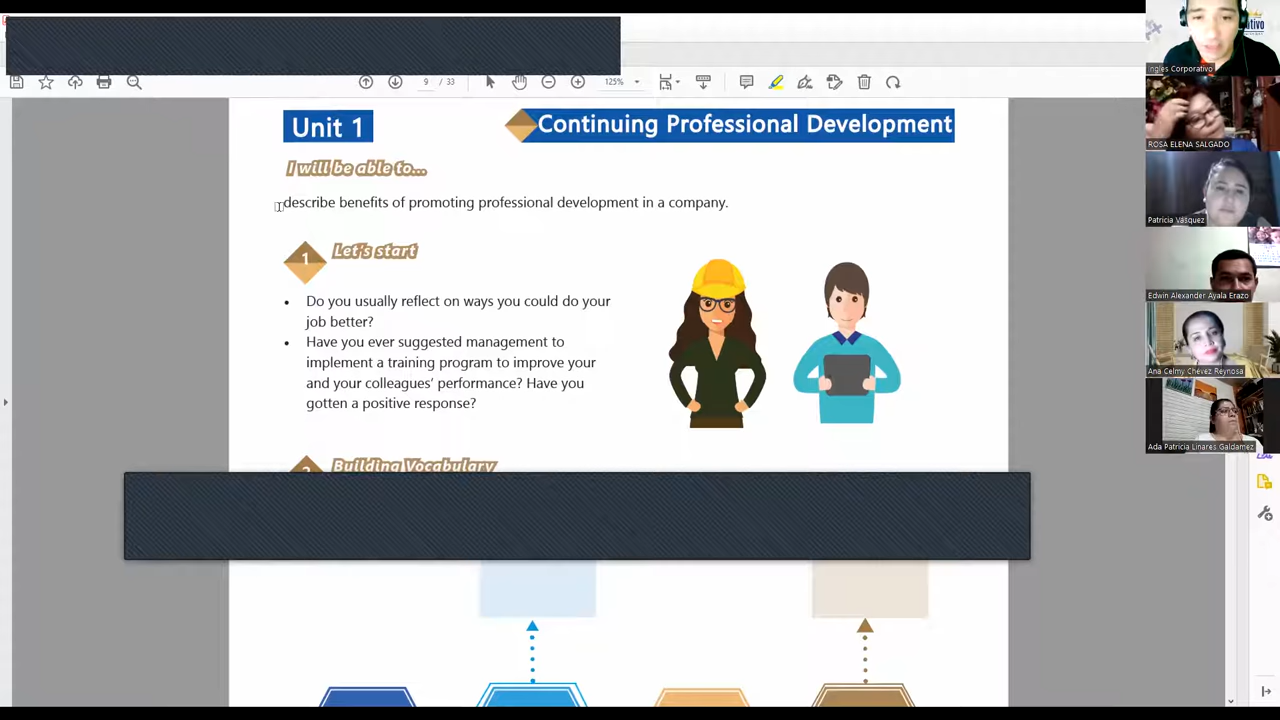 9 / 33
125%
Unit 1
Continuing Professional Development
I will be able to...
describe benefits of promoting professional development in a company.
1
Let's start
• Do you usually reflect on ways you could do your
job better?
• Have you ever suggested management to
implement a training program to improve your
and your colleagues' performance? Have you
gotten a positive response?
2
Building Vocabulary
Ingles Corporativo
ROSA ELENA SALGADO
Patricia Vásquez
Edwin Alexander Ayala Erazo
Ana Celmy Chévez Reynosa
Ada Patricia Linares Galdamez